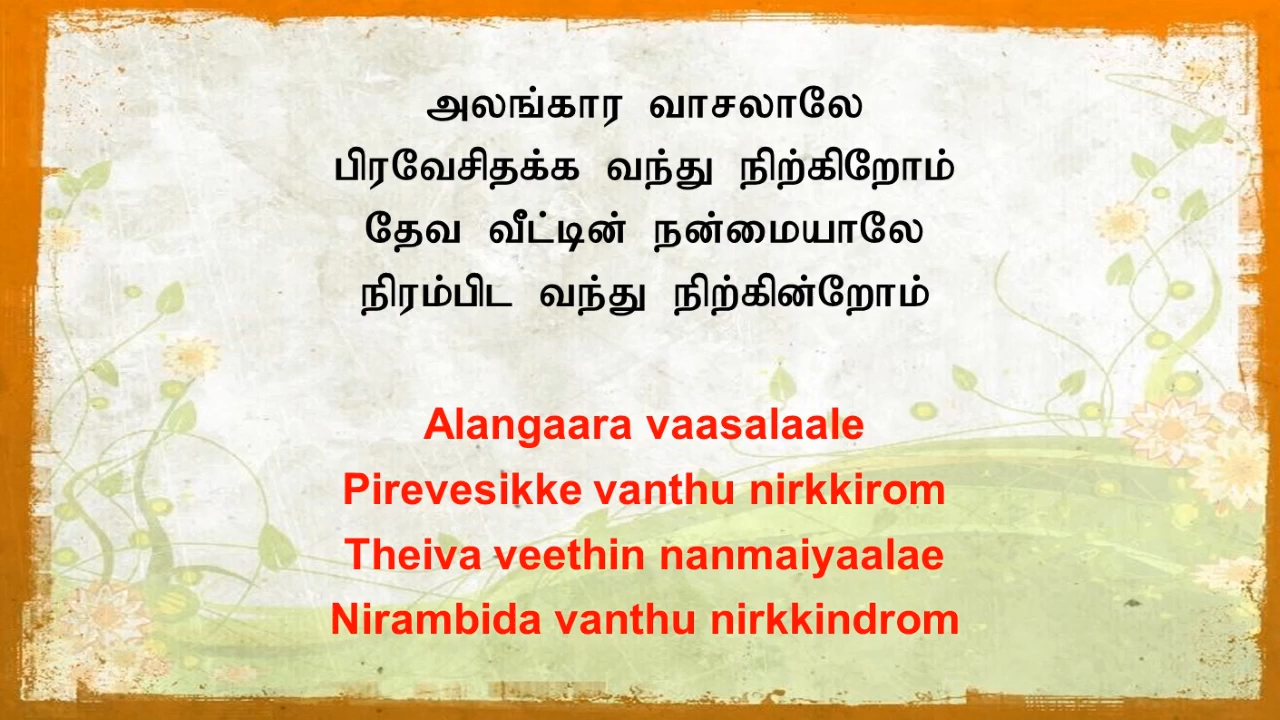 அலங்கார வாசலாலே
பிரவேசிதக்க வந்து நிற்கிறோம்
தேவ வீட்டின் நன்மையாலே
நிரம்பிட வந்து நிற்கின்றோம்
Alangaara vaasalaale
Pirevesikke vanthu nirkkirom
Theiva veethin nanmaiyaalae
Nirambida vanthu nirkkindrom